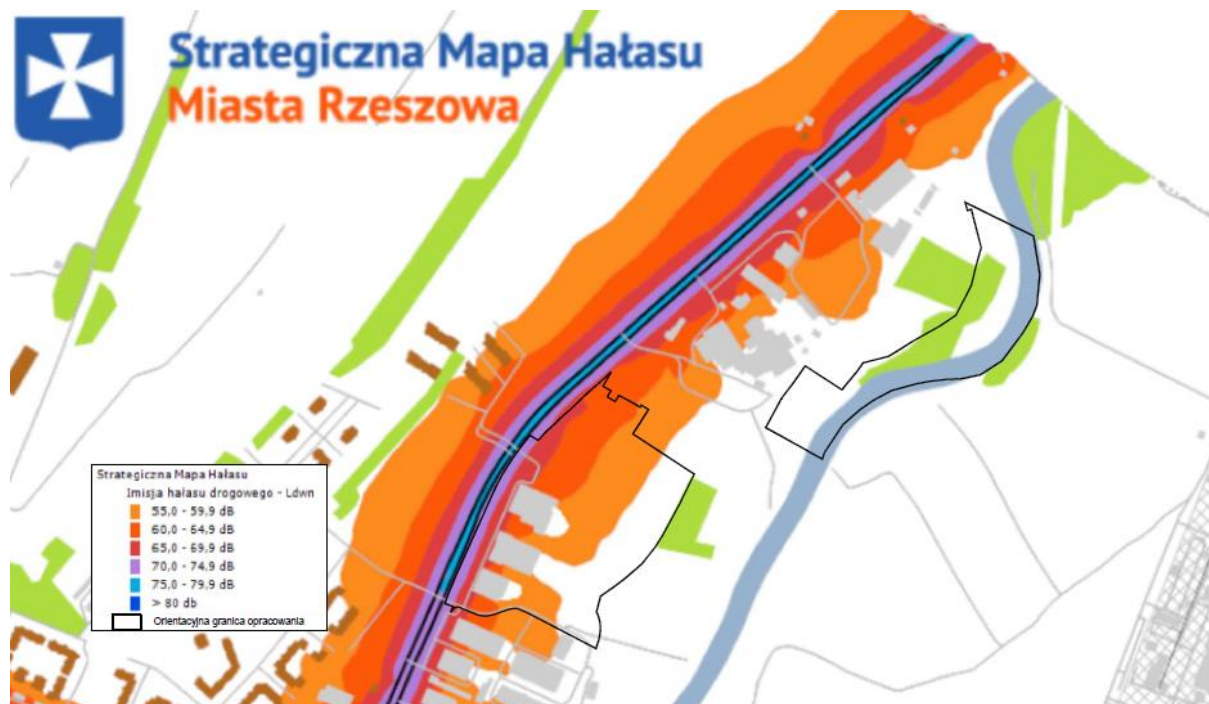 Strategiczna Mapa Hałasu
Miasta Rzeszowa
Strategiczna Mapa Hałasu
Imisja hałasu drogowego - Ldwn
55,0 - 59,9 dB
60,0 - 64,9 dB
65,0 - 69,9 dB
70,0 - 74,9 dB
75,0 - 79,9 dB
> 80 db
Orientacyjna granica opracowania